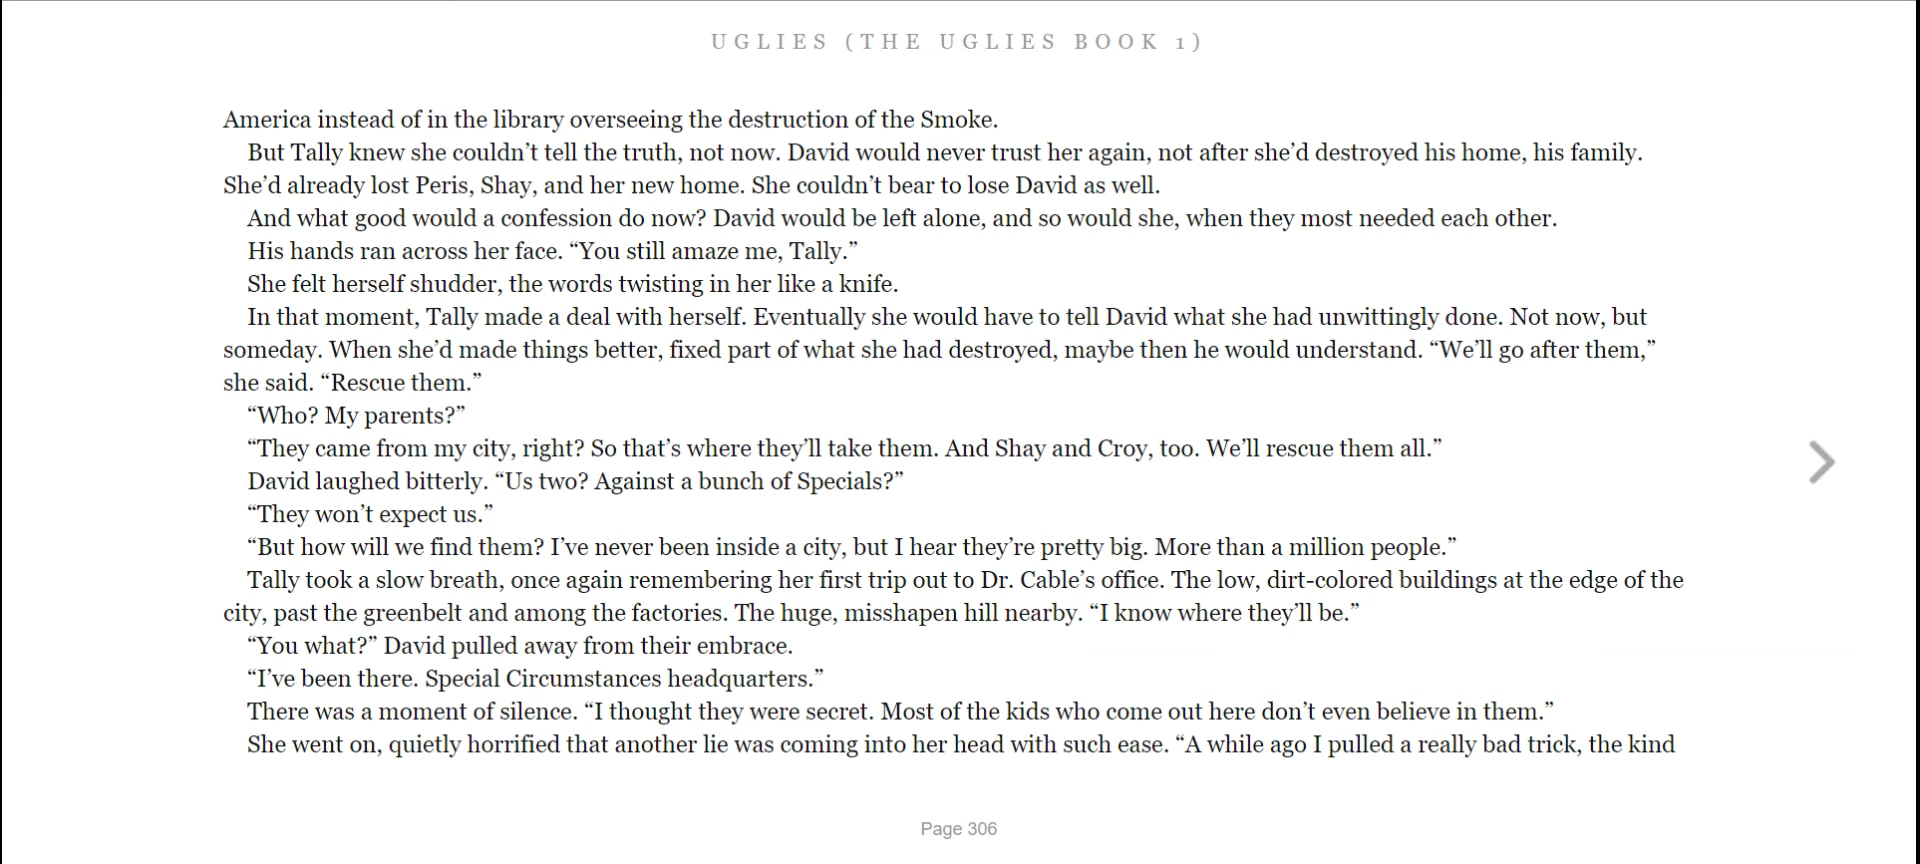 UGLIES (THE UGLIES BOOK 1)
America instead of in the library overseeing the destruction of the Smoke.
But Tally knew she couldn’t tell the truth, not now. David would never trust her again, not after she’d destroyed his home, his family.
She’d already lost Peris, Shay, and her new home. She couldn’t bear to lose David as well.
And what good would a confession do now? David would be left alone, and so would she, when they most needed each other.
His hands ran across her face. “You still amaze me, Tally.”
She felt herself shudder, the words twisting in her like a knife.
In that moment, Tally made a deal with herself. Eventually she would have to tell David what she had unwittingly done. Not now, but
someday. When she’d made things better, fixed part of what she had destroyed, maybe then he would understand. “We’ll go after them,”
she said. “Rescue them.”
“Who? My parents?”
“They came from my city, right? So that’s where they’ll take them. And Shay and Croy, too. We’ll rescue them all.”
David laughed bitterly. “Us two? Against a bunch of Specials?”
“They won’t expect us.”
“But how will we find them? I’ve never been inside a city, but I hear they’re pretty big. More than a million people.”
Tally took a slow breath, once again remembering her first trip out to Dr. Cable’s office. The low, dirt-colored buildings at the edge of the
city, past the greenbelt and among the factories. The huge, misshapen hill nearby. “I know where they’ll be.”
“You what?” David pulled away from their embrace.
“I’ve been there. Special Circumstances headquarters.”
There was a moment of silence. “I thought they were secret. Most of the kids who come out here don’t even believe in them.”
She went on, quietly horrified that another lie was coming into her head with such ease. “A while ago I pulled a really bad trick, the kind
Page 306